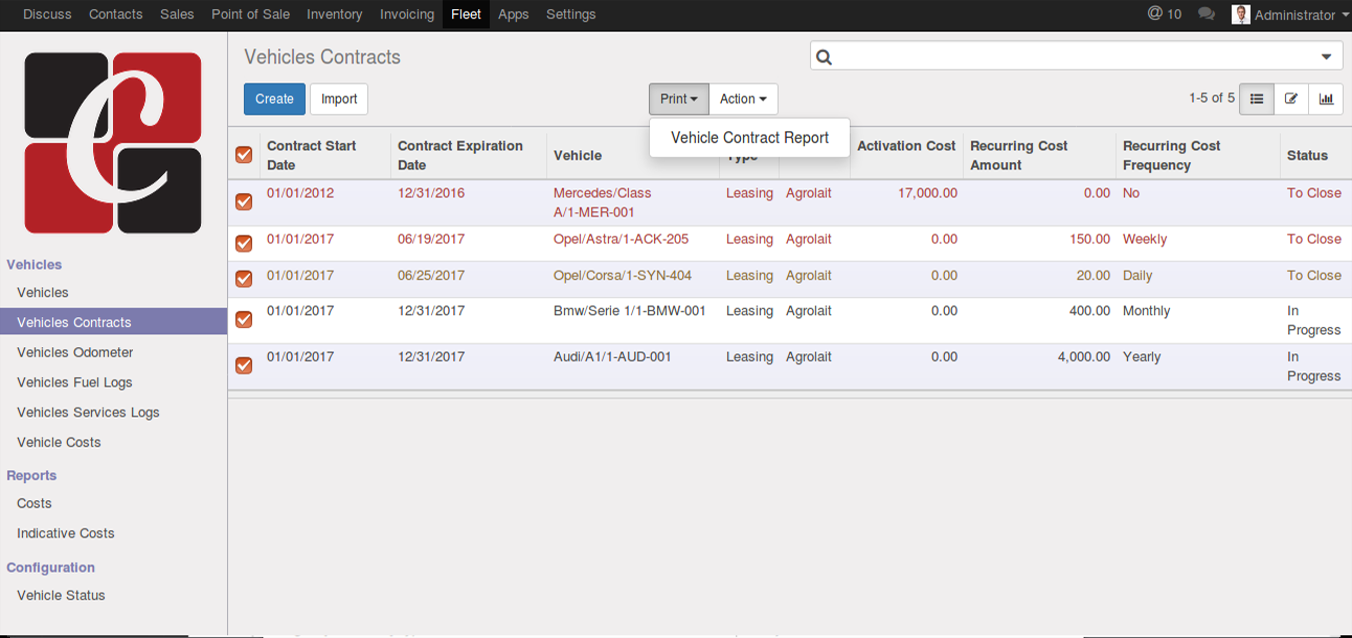 Discuss Contacts Sales Point of Sale Inventory Invoicing Fleet Apps Settings @ 10 Administrator
C
Vehicles Contracts
Create Import Print Action 1-5 of 5
Vehicle Contract Report
Contract Start Date Contract Expiration Date Vehicle Type Activation Cost Recurring Cost Amount Recurring Cost Frequency Status
01/01/2012 12/31/2016 Mercedes/Class A/1-MER-001 Leasing Agrolait 17,000.00 0.00 No To Close
01/01/2017 06/19/2017 Opel/Astra/1-ACK-205 Leasing Agrolait 0.00 150.00 Weekly To Close
01/01/2017 06/25/2017 Opel/Corsa/1-SYN-404 Leasing Agrolait 0.00 20.00 Daily To Close
01/01/2017 12/31/2017 Bmw/Serie 1/1-BMW-001 Leasing Agrolait 0.00 400.00 Monthly In Progress
01/01/2017 12/31/2017 Audi/A1/1-AUD-001 Leasing Agrolait 0.00 4,000.00 Yearly In Progress
Vehicles
Vehicles
Vehicles Contracts
Vehicles Odometer
Vehicles Fuel Logs
Vehicles Services Logs
Vehicle Costs
Reports
Costs
Indicative Costs
Configuration
Vehicle Status